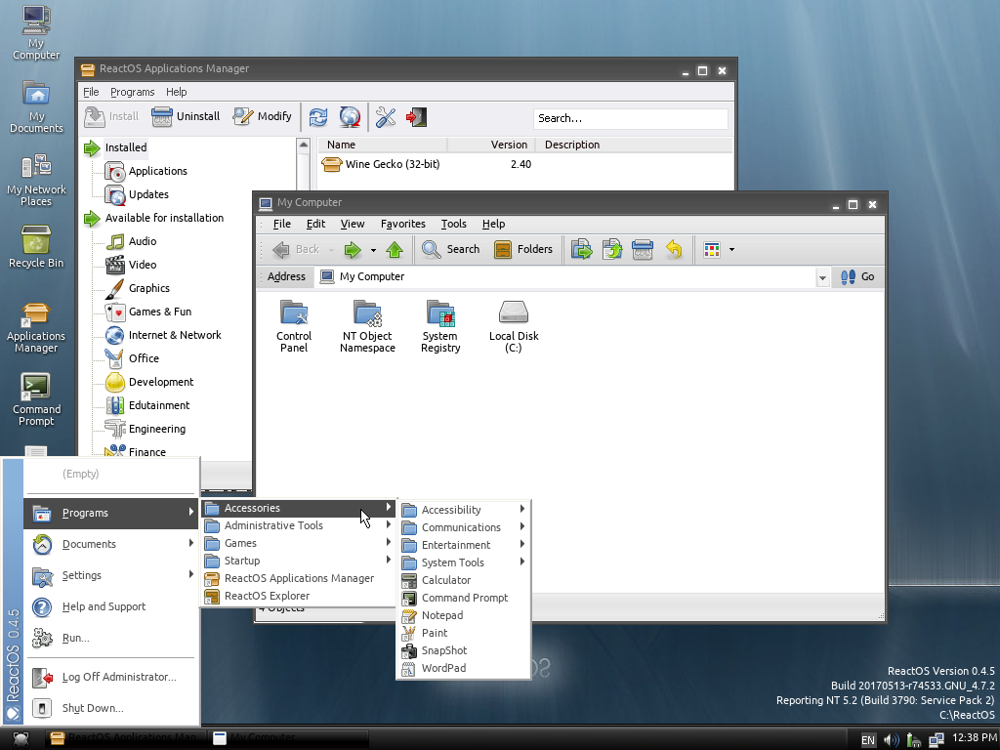 My
Computer
My
Documents
My Network
Places
Recycle Bin
Applications
Manager
Command
Prompt
ReactOS Applications Manager
File Programs Help
Install Uninstall Modify Search...
Installed
Applications
Updates
Available for installation
Audio
Video
Graphics
Games & Fun
Internet & Network
Office
Development
Edutainment
Engineering
Finance
Name Version Description
Wine Gecko (32-bit) 2.40
My Computer
File Edit View Favorites Tools Help
Back Search Folders
Address My Computer Go
Control
Panel
NT Object
Namespace
System
Registry
Local Disk
(C:)
4 Objects
ReactOS 0.4.5
(Empty)
Programs
Documents
Settings
Help and Support
Run...
Log Off Administrator...
Shut Down...
Accessories
Administrative Tools
Games
Startup
ReactOS Applications Manager
ReactOS Explorer
Accessibility
Communications
Entertainment
System Tools
Calculator
Command Prompt
Notepad
Paint
SnapShot
WordPad
ReactOS Version 0.4.5
Build 20170513-r74533.GNU_4.7.2
Reporting NT 5.2 (Build 3790: Service Pack 2)
C:\ReactOS
ReactOS Applications Man...
My Computer
EN 12:38 PM